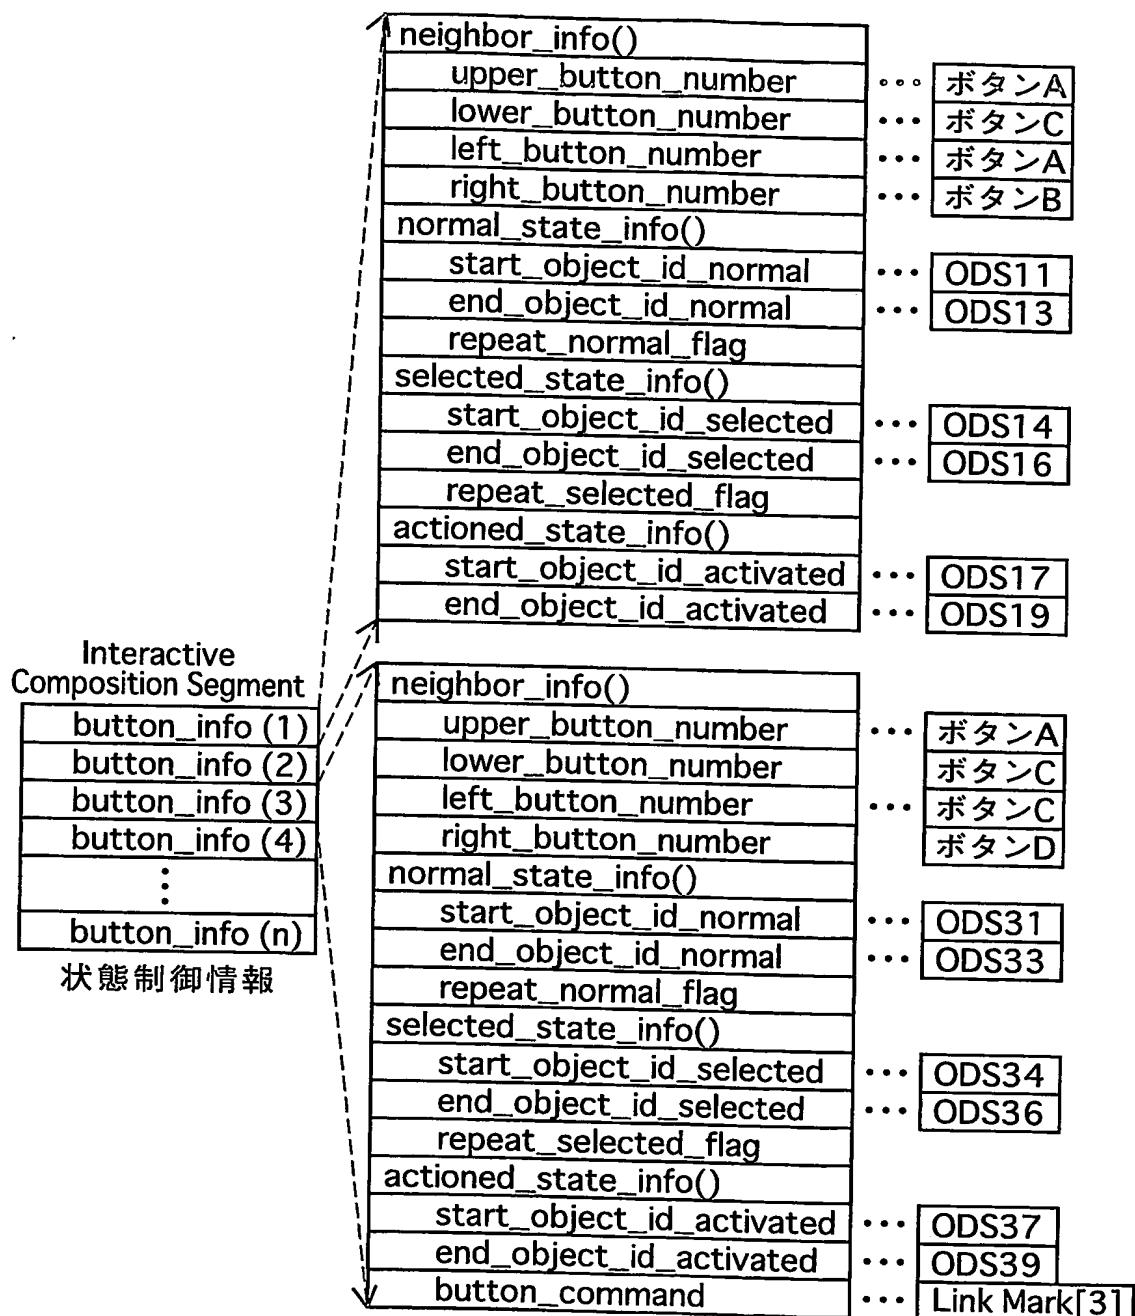 neighbor_info()
upper_button_number ••• ボタンA
lower_button_number ••• ボタンC
left_button_number ••• ボタンA
right_button_number ••• ボタンB
normal_state_info()
start_object_id_normal ••• ODS11
end_object_id_normal ••• ODS13
repeat_normal_flag
selected_state_info()
start_object_id_selected ••• ODS14
end_object_id_selected ••• ODS16
repeat_selected_flag
actioned_state_info()
start_object_id_activated ••• ODS17
end_object_id_activated ••• ODS19
Interactive
Composition Segment
button_info (1)
button_info (2)
button_info (3)
button_info (4)
⋮
button_info (n)
状態制御情報
neighbor_info()
upper_button_number ••• ボタンA
lower_button_number ボタンC
left_button_number ••• ボタンC
right_button_number ボタンD
normal_state_info()
start_object_id_normal ••• ODS31
end_object_id_normal ••• ODS33
repeat_normal_flag
selected_state_info()
start_object_id_selected ••• ODS34
end_object_id_selected ••• ODS36
repeat_selected_flag
actioned_state_info()
start_object_id_activated ••• ODS37
end_object_id_activated ••• ODS39
button_command ••• Link Mark[3]